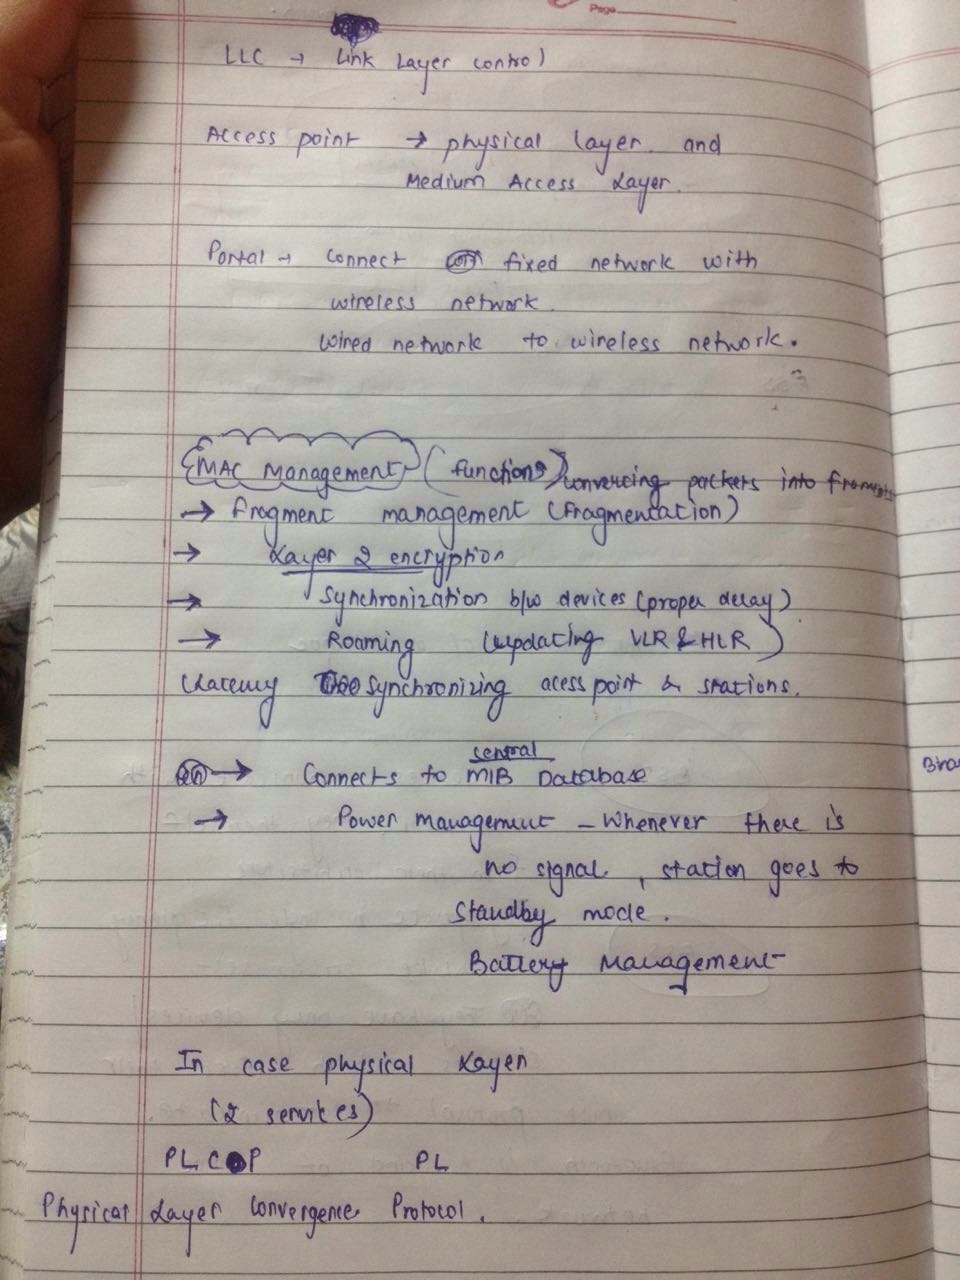 Page
LLC → Link Layer control
Access point → physical layer and
Medium Access Layer.
Portal → connect fixed network with
wireless network.
wired network to wireless network.
MAC Management (functions) converting packets into
→ fragment management (fragmentation)
→ Layer 2 encryption
→ Synchronization b/w devices (proper delay)
→ Roaming (updating VLR & HLR)
Synchronizing acess point & stations.
central
→ Connects to MIB Database
Bha
→ Power management - Whenever there is
no signal, station goes to
standby mode.
Battery Management
In case physical Layer
(2 services)
PLC P PL
Physical Layer Convergence Protocol.